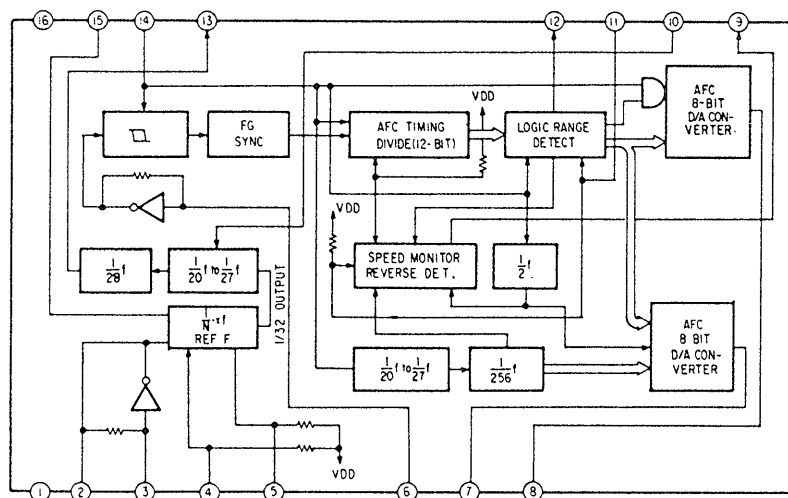 16 15 14 13 12 11 10 9
VDD
FG
SYNC
AFC TIMING
DIVIDE(12-BIT)
LOGIC RANGE
DETECT
AFC
8-BIT
D/A CON-
VERTER.
VDD
SPEED MONITOR
REVERSE DET.
1/2 f.
1/28 f
1/20 f to 1/27 f
1/32 OUTPUT
1/N·xf
REF F
1/20 f to 1/27 f
1/256 f
AFC
8 BIT
D/A CON-
VERTER
VDD
1 2 3 4 5 6 7 8